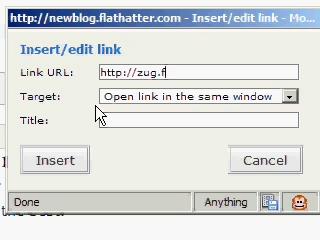 http://newblog.flathatter.com - Insert/edit link - Mo...
Insert/edit link
Link URL: http://zug.f
Target: Open link in the same window
Title:
Insert Cancel
Done Anything